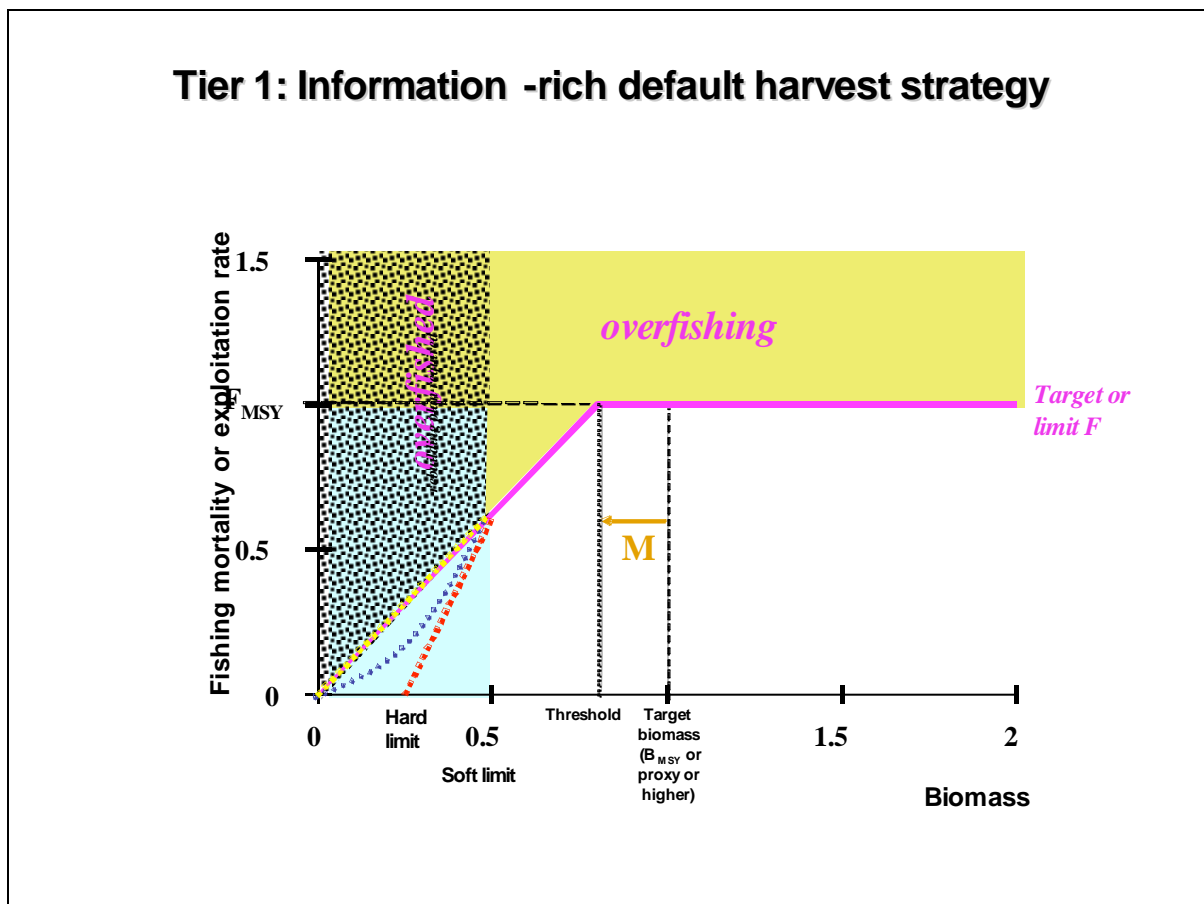 Tier 1: Information -rich default harvest strategy
Fishing mortality or exploitation rate
1.5
F MSY
0.5
0
overfished
overfishing
Target or
limit F
M
0
Hard
limit
0.5
Soft limit
Threshold
Target
biomass
(B MSY or
proxy or
higher)
1.5
2
Biomass